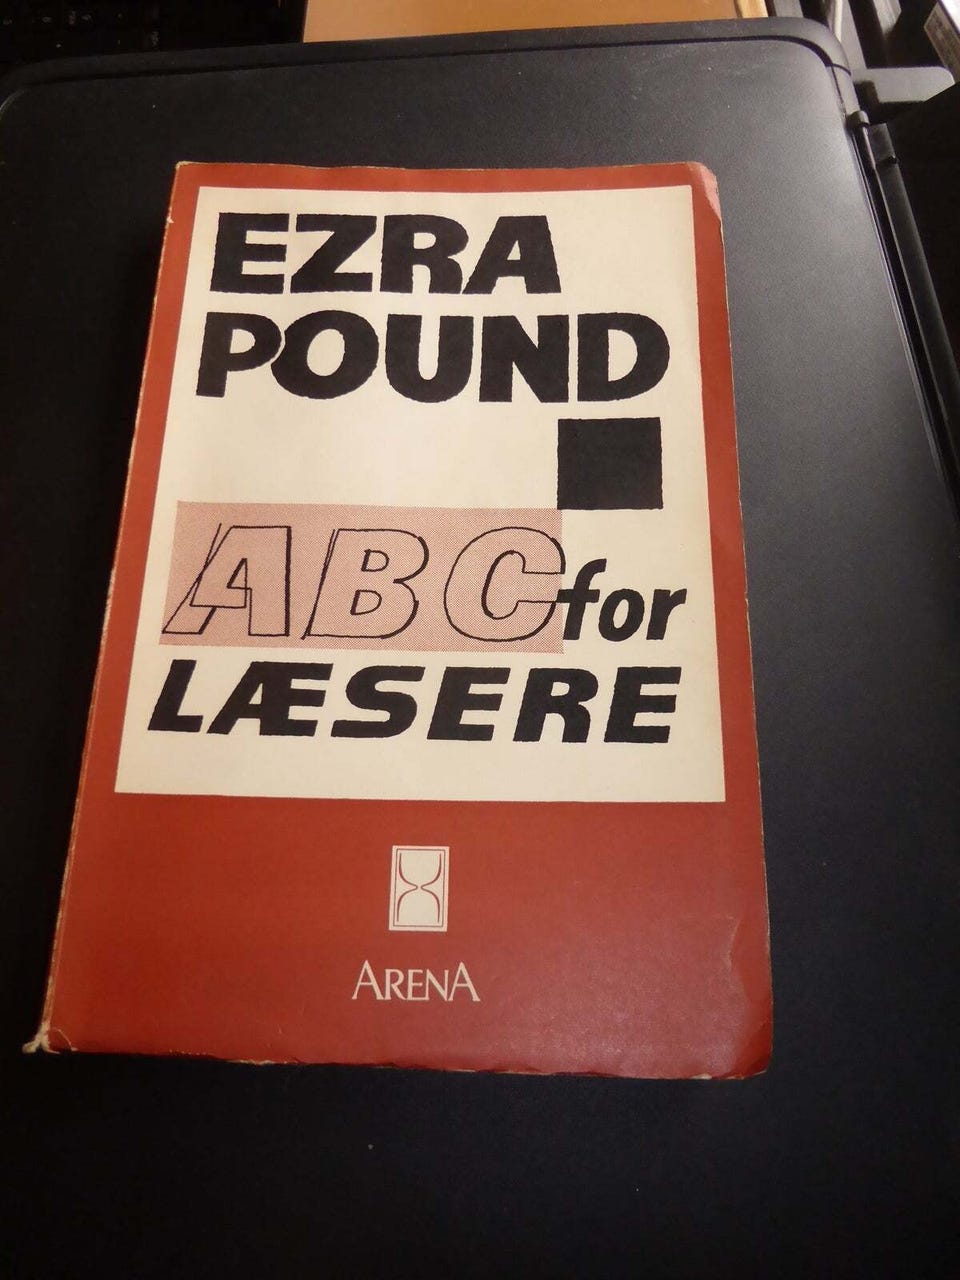 EZRA
POUND
ABC for
LÆSERE
ARENA